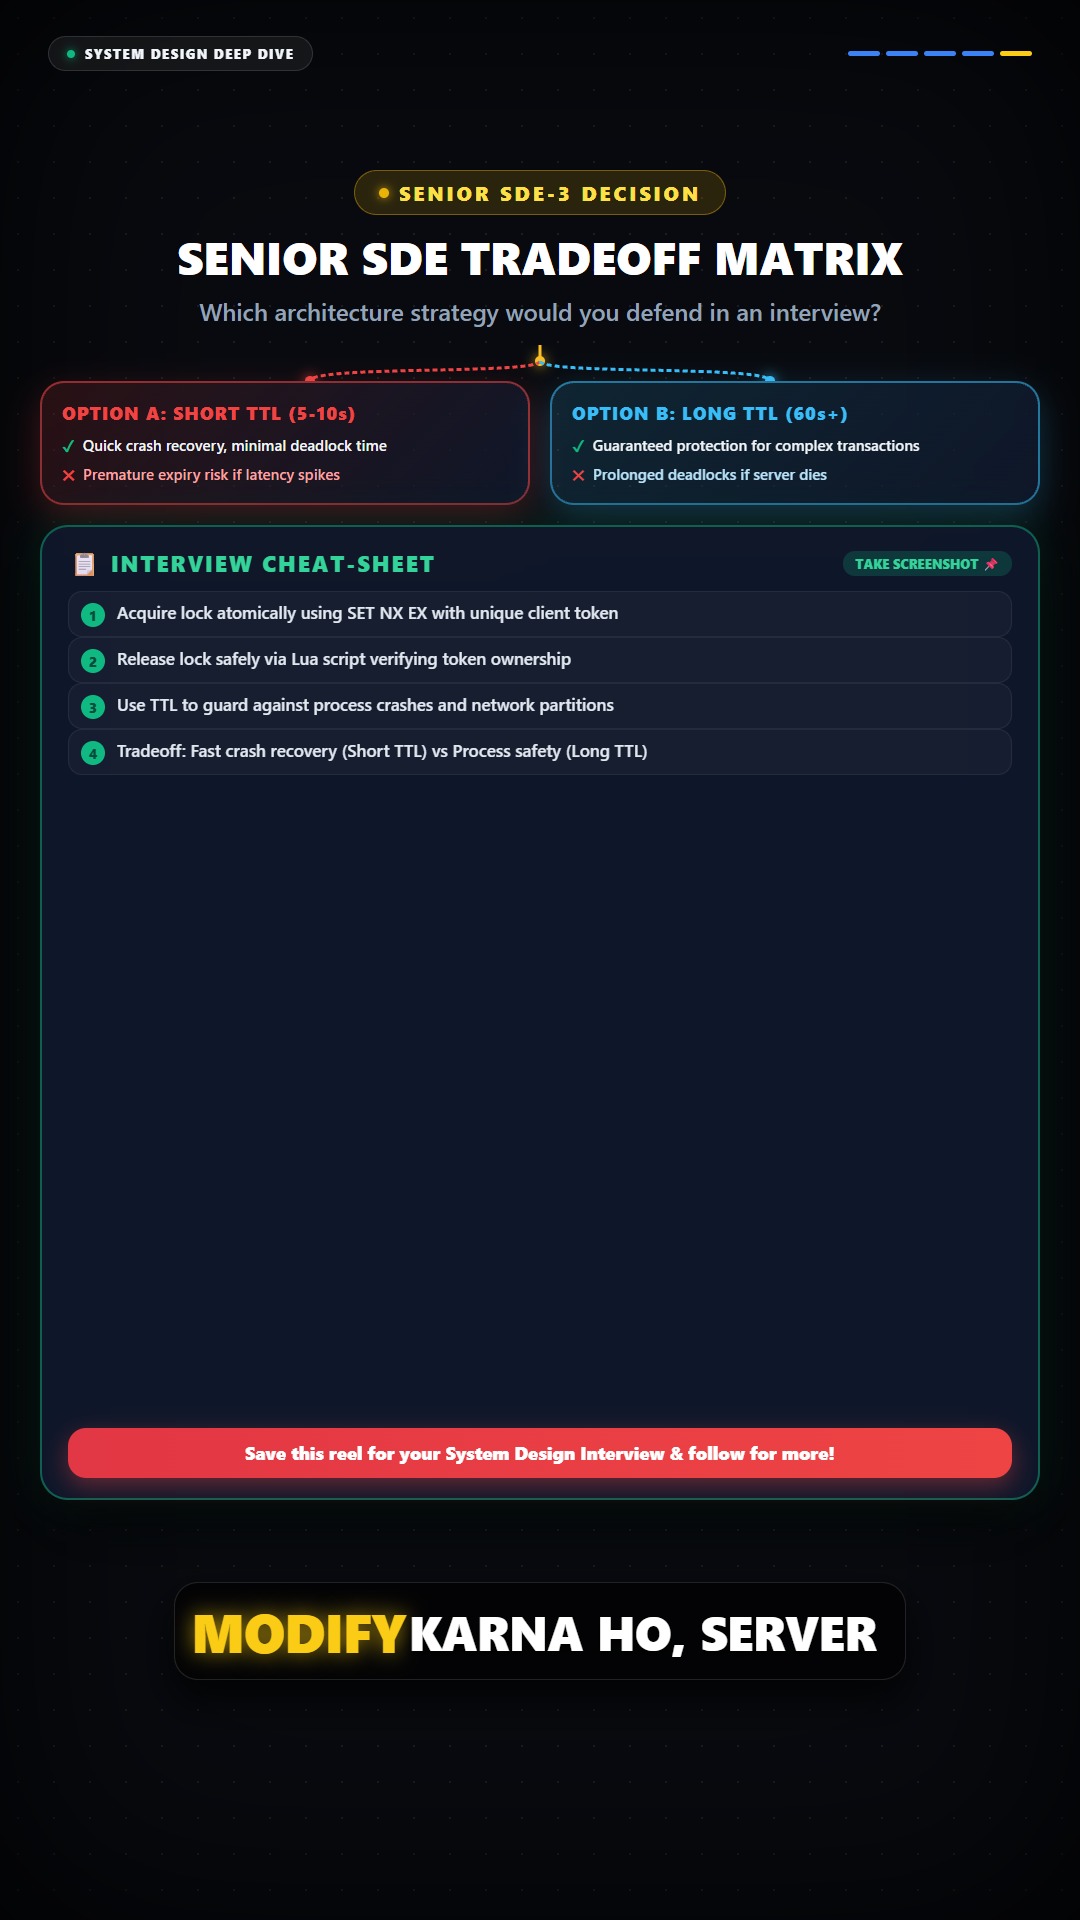 SYSTEM DESIGN DEEP DIVE
SENIOR SDE-3 DECISION
SENIOR SDE TRADEOFF MATRIX
Which architecture strategy would you defend in an interview?
OPTION A: SHORT TTL (5-10s)
✓ Quick crash recovery, minimal deadlock time
✕ Premature expiry risk if latency spikes
OPTION B: LONG TTL (60s+)
✓ Guaranteed protection for complex transactions
✕ Prolonged deadlocks if server dies
📋 INTERVIEW CHEAT-SHEET
TAKE SCREENSHOT 📌
1 Acquire lock atomically using SET NX EX with unique client token
2 Release lock safely via Lua script verifying token ownership
3 Use TTL to guard against process crashes and network partitions
4 Tradeoff: Fast crash recovery (Short TTL) vs Process safety (Long TTL)
Save this reel for your System Design Interview & follow for more!
MODIFY KARNA HO, SERVER